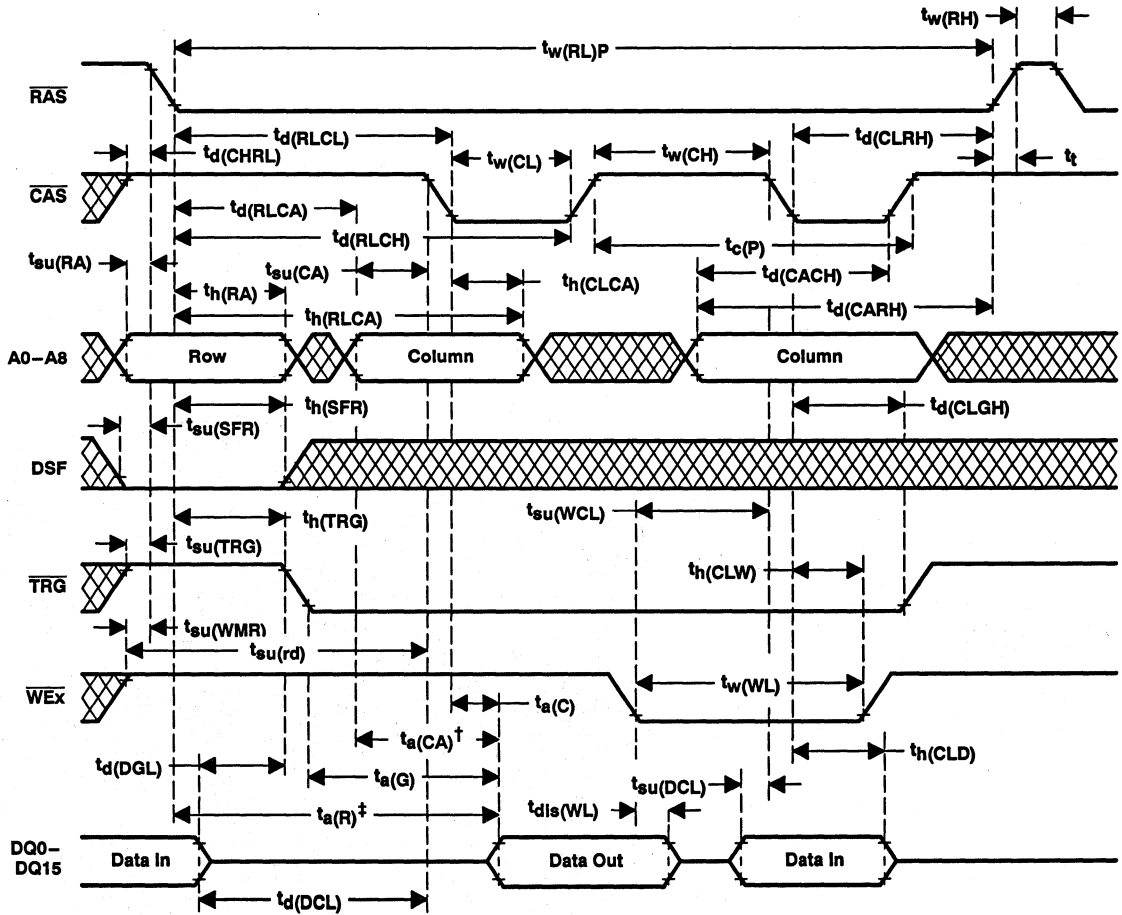 tw(RH)
tw(RL)P
RAS
td(RLCL)
td(CLRH)
td(CHRL)
tw(CL)
tw(CH)
tt
CAS
td(RLCA)
td(RLCH)
tc(P)
tsu(RA)
tsu(CA)
td(CACH)
th(RA)
th(CLCA)
td(CARH)
th(RLCA)
A0–A8
Row
Column
Column
th(SFR)
td(CLGH)
tsu(SFR)
DSF
th(TRG)
tsu(WCL)
tsu(TRG)
th(CLW)
TRG
tsu(WMR)
tsu(rd)
WEx
tw(WL)
ta(C)
ta(CA)†
th(CLD)
td(DGL)
ta(G)
tsu(DCL)
ta(R)‡
tdis(WL)
DQ0–
DQ15
Data In
Data Out
Data In
td(DCL)